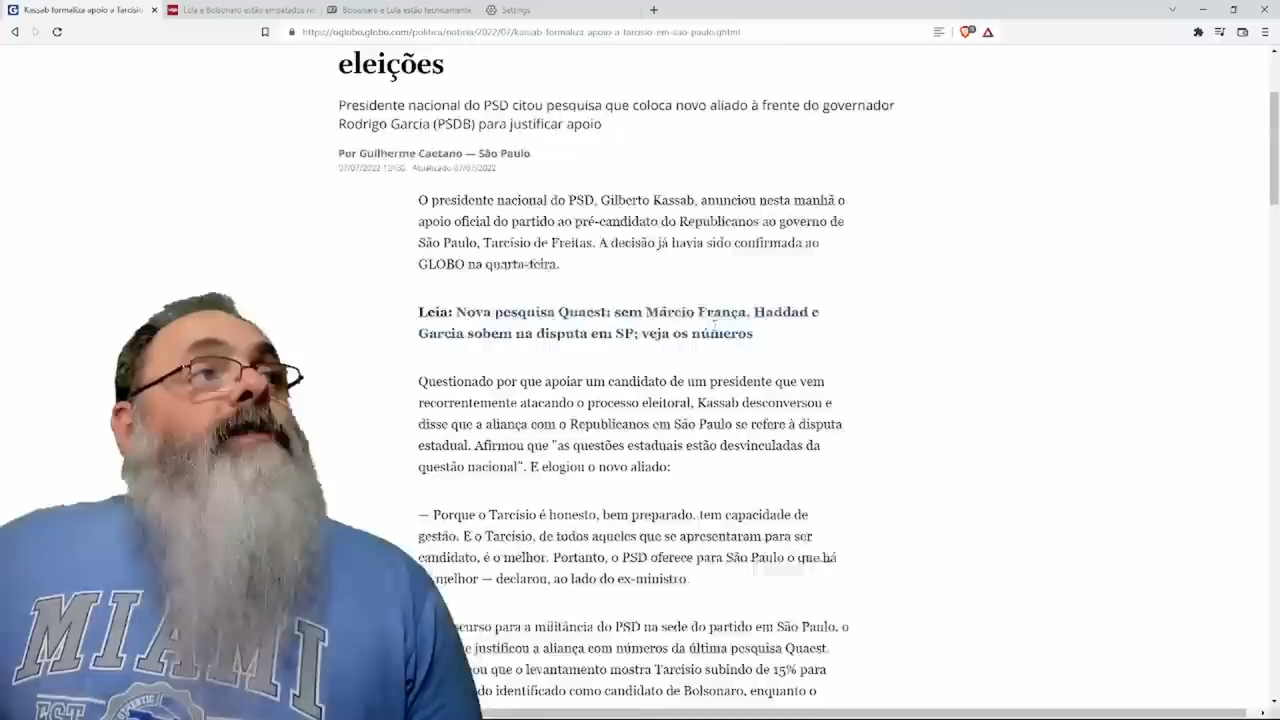 Kassab formaliza apoio a Tarcísio
Lula e Bolsonaro estão empatados no
Bolsonaro e Lula estão tecnicamente
Settings
https://oglobo.globo.com/politica/noticia/2022/07/kassab-formaliza-apoio-a-tarcisio-em-sao-paulo.ghtml
eleições
Presidente nacional do PSD citou pesquisa que coloca novo aliado à frente do governador
Rodrigo Garcia (PSDB) para justificar apoio
Por Guilherme Caetano — São Paulo
07/07/2022 Atualizado 07/07/2022
O presidente nacional do PSD, Gilberto Kassab, anunciou nesta manhã o
apoio oficial do partido ao pré-candidato do Republicanos ao governo de
São Paulo, Tarcísio de Freitas. A decisão já havia sido confirmada ao
GLOBO na quarta-feira.
Leia: Nova pesquisa Quaest: sem Márcio França, Haddad e
Garcia sobem na disputa em SP; veja os números
Questionado por que apoiar um candidato de um presidente que vem
recorrentemente atacando o processo eleitoral, Kassab desconversou e
disse que a aliança com o Republicanos em São Paulo se refere à disputa
estadual. Afirmou que "as questões estaduais estão desvinculadas da
questão nacional". E elogiou o novo aliado:
— Porque o Tarcísio é honesto, bem preparado, tem capacidade de
gestão. E o Tarcísio, de todos aqueles que se apresentaram para ser
candidato, é o melhor. Portanto, o PSD oferece para São Paulo o que há
melhor — declarou, ao lado do ex-ministro.
curso para a militância do PSD na sede do partido em São Paulo, o
e justificou a aliança com números da última pesquisa Quaest.
ou que o levantamento mostra Tarcísio subindo de 15% para
do identificado como candidato de Bolsonaro, enquanto o
MIAMI
EST